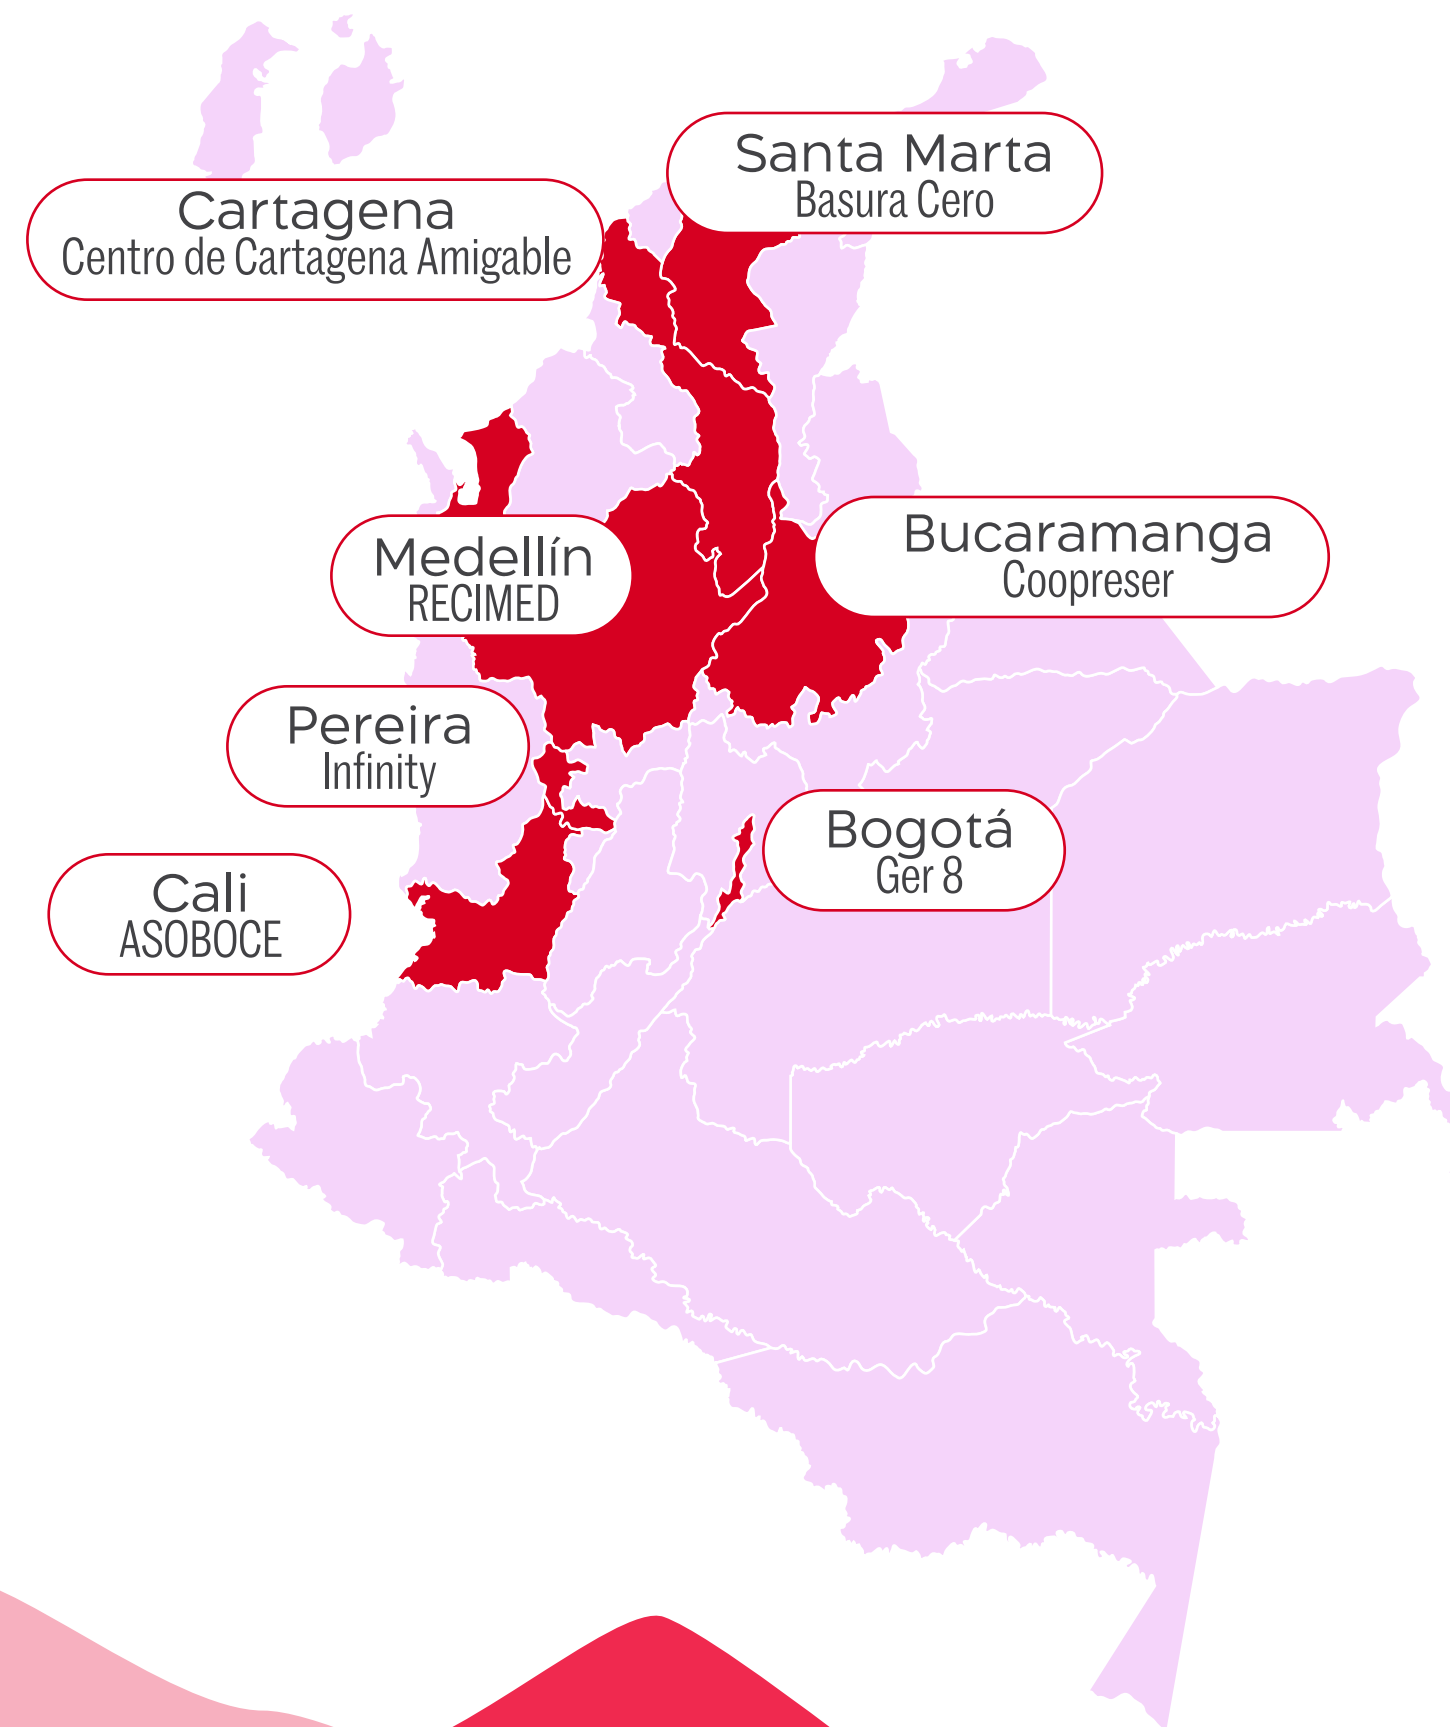 Santa Marta
Basura Cero
Cartagena
Centro de Cartagena Amigable
Bucaramanga
Coopreser
Medellín
RECIMED
Pereira
Infinity
Bogotá
Ger 8
Cali
ASOBOCE